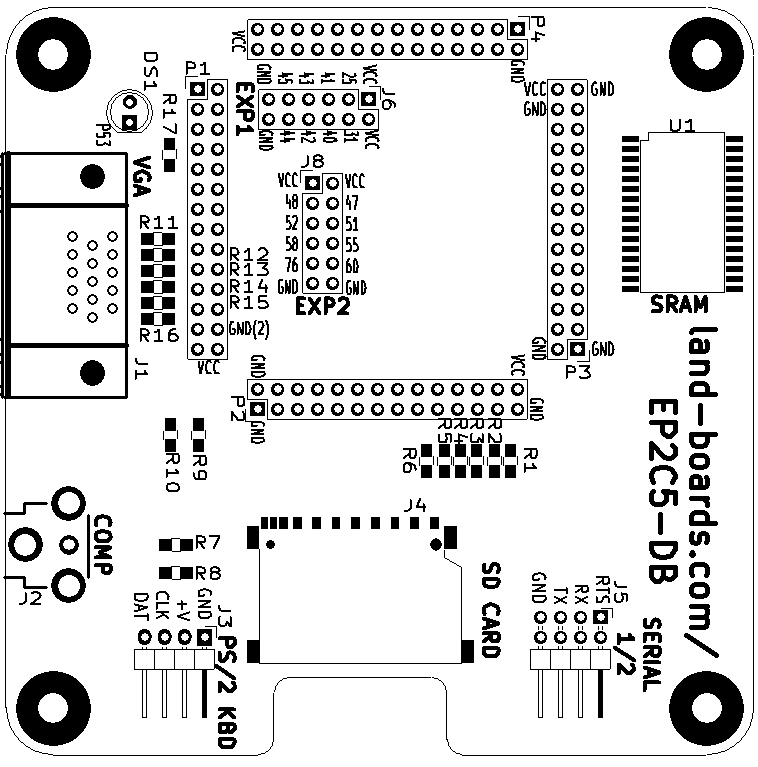 P4
VCC
GND
DS1
P53
P1
R17
EXP1
GND 45 43 41 25 VCC
J6
GND 44 42 40 31 VCC
VCC GND
GND
U1
VGA
J8
VCC VCC
48 47
52 51
58 55
76 60
GND GND
EXP2
R11
R12
R13
R14
R15
R16
GND(2)
VCC
SRAM
J1
GND
VCC
GND
GND
P3
P2
GND
GND
land-boards.com/
EP2C5-DB
R10
R9
R6
R5
R4
R3
R2
R1
J4
COMP
J2
R7
R8
SD CARD
DAT
CLK
+V
GND
J3
PS/2 KBD
GND
TX
RX
RTS
J5
SERIAL
1/2